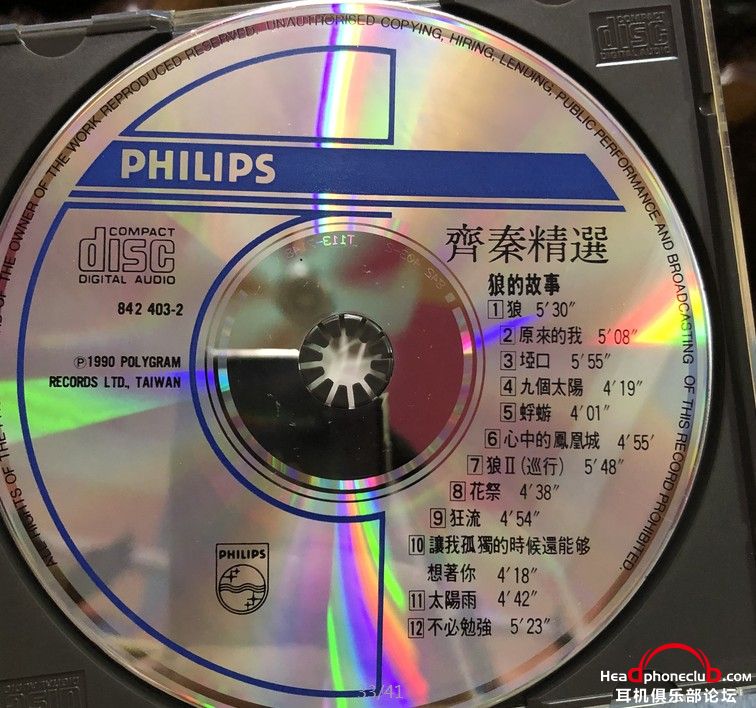 COMPACT
disc
DIGITAL AUDIO
ALL RIGHTS OF THE
OF THE OWNER OF THE WORK REPRODUCED RESERVED. UNAUTHORISED COPYING, HIRING, LENDING, PUBLIC PERFORMANCE AND BROADCASTING OF THIS RECORD PROHIBITED.
PHILIPS
COMPACT
disc
DIGITAL AUDIO
842 403-2
℗1990 POLYGRAM
RECORDS LTD., TAIWAN
齊秦精選
狼的故事
1 狼 5′30″
2 原來的我 5′08″
3 埡口 5′55″
4 九個太陽 4′19″
5 蜉蝣 4′01″
6 心中的鳳凰城 4′55′
7 狼II(巡行) 5′48″
8 花祭 4′38″
9 狂流 4′54″
10 讓我孤獨的時候還能够
想著你 4′18″
11 太陽雨 4′42″
12 不必勉強 5′23″
PHILIPS
33/41
Headphoneclub.com
耳机俱乐部论坛